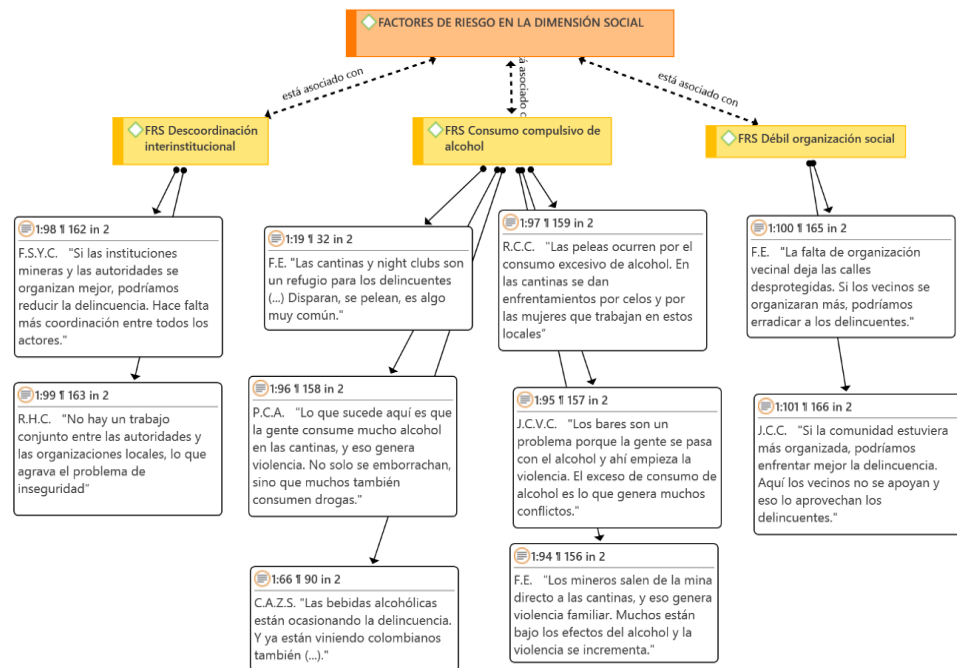 FACTORES DE RIESGO EN LA DIMENSIÓN SOCIAL
está asociado con
está asociado c
está asociado con
FRS Descoordinación
interinstitucional
FRS Consumo compulsivo de
alcohol
FRS Débil organización social
1:98 ¶ 162 in 2
F.S.Y.C. "Si las instituciones
mineras y las autoridades se
organizan mejor, podríamos
reducir la delincuencia. Hace falta
más coordinación entre todos los
actores."
1:99 ¶ 163 in 2
R.H.C. "No hay un trabajo
conjunto entre las autoridades y
las organizaciones locales, lo que
agrava el problema de
inseguridad"
1:19 ¶ 32 in 2
F.E. "Las cantinas y night clubs son
un refugio para los delincuentes
(...) Disparan, se pelean, es algo
muy común."
1:96 ¶ 158 in 2
P.C.A. "Lo que sucede aquí es que
la gente consume mucho alcohol
en las cantinas, y eso genera
violencia. No solo se emborrachan,
sino que muchos también
consumen drogas."
1:66 ¶ 90 in 2
C.A.Z.S. "Las bebidas alcohólicas
están ocasionando la delincuencia.
Y ya están viniendo colombianos
también (...)."
1:97 ¶ 159 in 2
R.C.C. "Las peleas ocurren por el
consumo excesivo de alcohol. En
las cantinas se dan
enfrentamientos por celos y por
las mujeres que trabajan en estos
locales"
1:95 ¶ 157 in 2
J.C.V.C. "Los bares son un
problema porque la gente se pasa
con el alcohol y ahí empieza la
violencia. El exceso de consumo de
alcohol es lo que genera muchos
conflictos."
1:94 ¶ 156 in 2
F.E. "Los mineros salen de la mina
directo a las cantinas, y eso genera
violencia familiar. Muchos están
bajo los efectos del alcohol y la
violencia se incrementa."
1:100 ¶ 165 in 2
F.E. "La falta de organización
vecinal deja las calles
desprotegidas. Si los vecinos se
organizaran más, podríamos
erradicar a los delincuentes."
1:101 ¶ 166 in 2
J.C.C. "Si la comunidad estuviera
más organizada, podríamos
enfrentar mejor la delincuencia.
Aquí los vecinos no se apoyan y
eso lo aprovechan los
delincuentes."